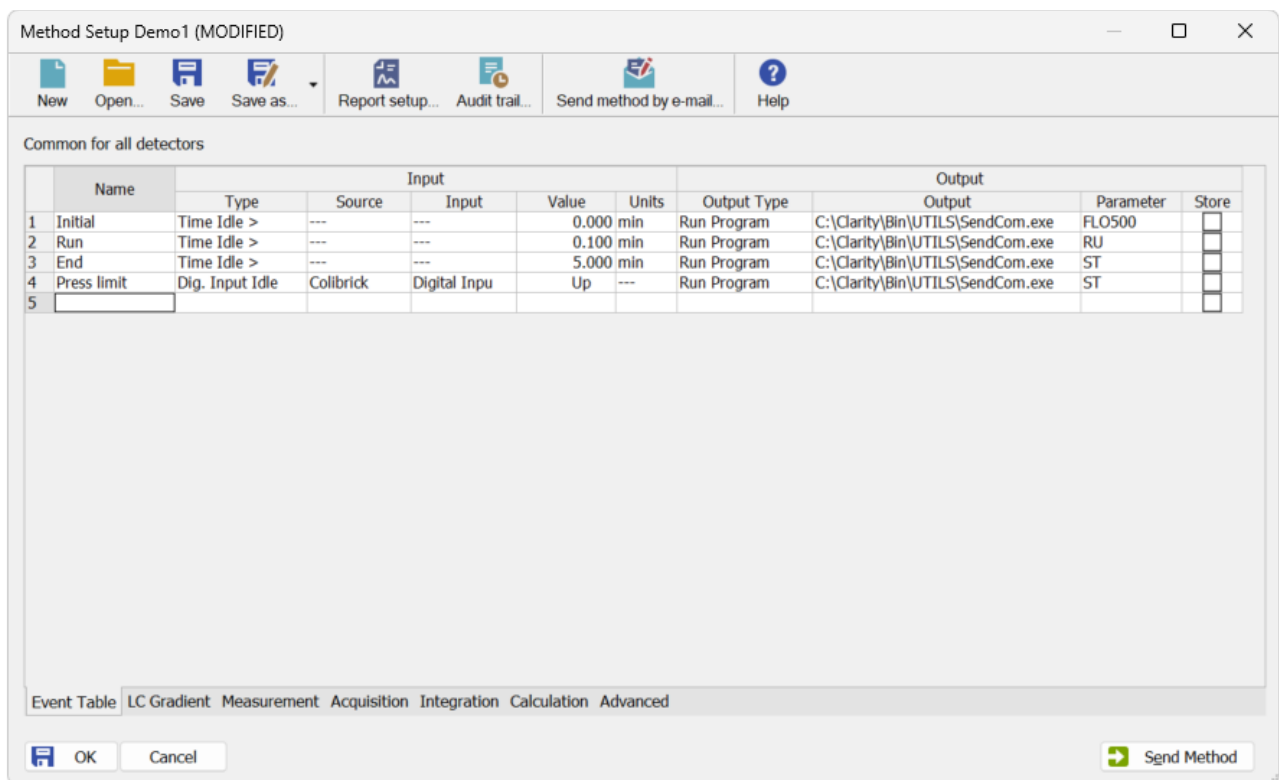 Method Setup Demo1 (MODIFIED)
New Open... Save Save as... Report setup... Audit trail... Send method by e-mail... Help
Common for all detectors
Name Input Output
Type Source Input Value Units Output Type Output Parameter Store
1 Initial Time Idle > --- --- 0.000 min Run Program C:\Clarity\Bin\UTILS\SendCom.exe FLO500
2 Run Time Idle > --- --- 0.100 min Run Program C:\Clarity\Bin\UTILS\SendCom.exe RU
3 End Time Idle > --- --- 5.000 min Run Program C:\Clarity\Bin\UTILS\SendCom.exe ST
4 Press limit Dig. Input Idle Colibrick Digital Inpu Up --- Run Program C:\Clarity\Bin\UTILS\SendCom.exe ST
5
Event Table LC Gradient Measurement Acquisition Integration Calculation Advanced
OK Cancel Send Method